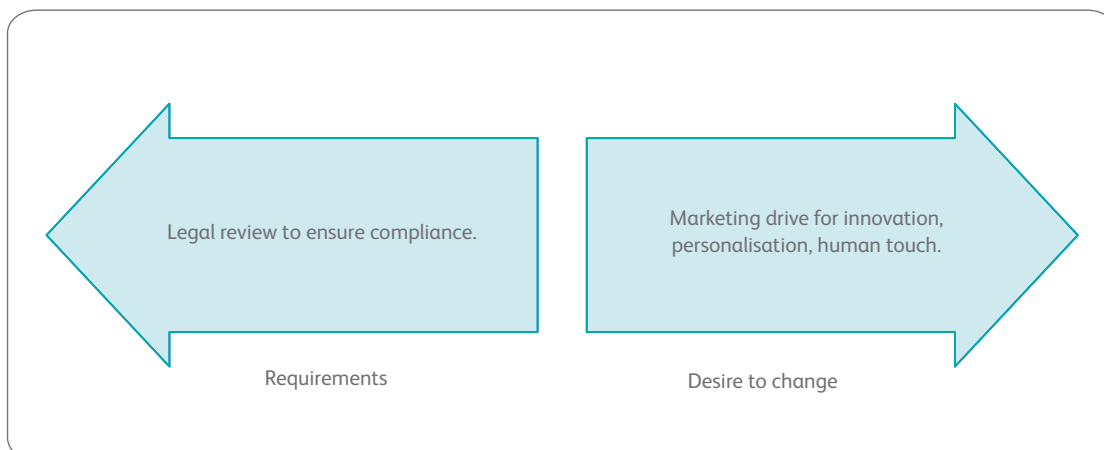 Legal review to ensure compliance.
Marketing drive for innovation,
personalisation, human touch.
Requirements
Desire to change